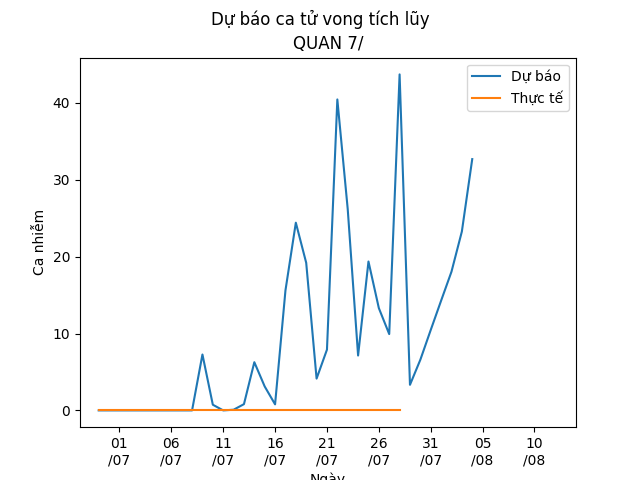 Dự báo ca tử vong tích lũy
QUAN 7/
Dự báo
Thực tế
Ca nhiễm
40
30
20
10
0
01 06 11 16 21 26 31 05 10
/07 /07 /07 /07 /07 /07 /07 /08 /08
Ngày